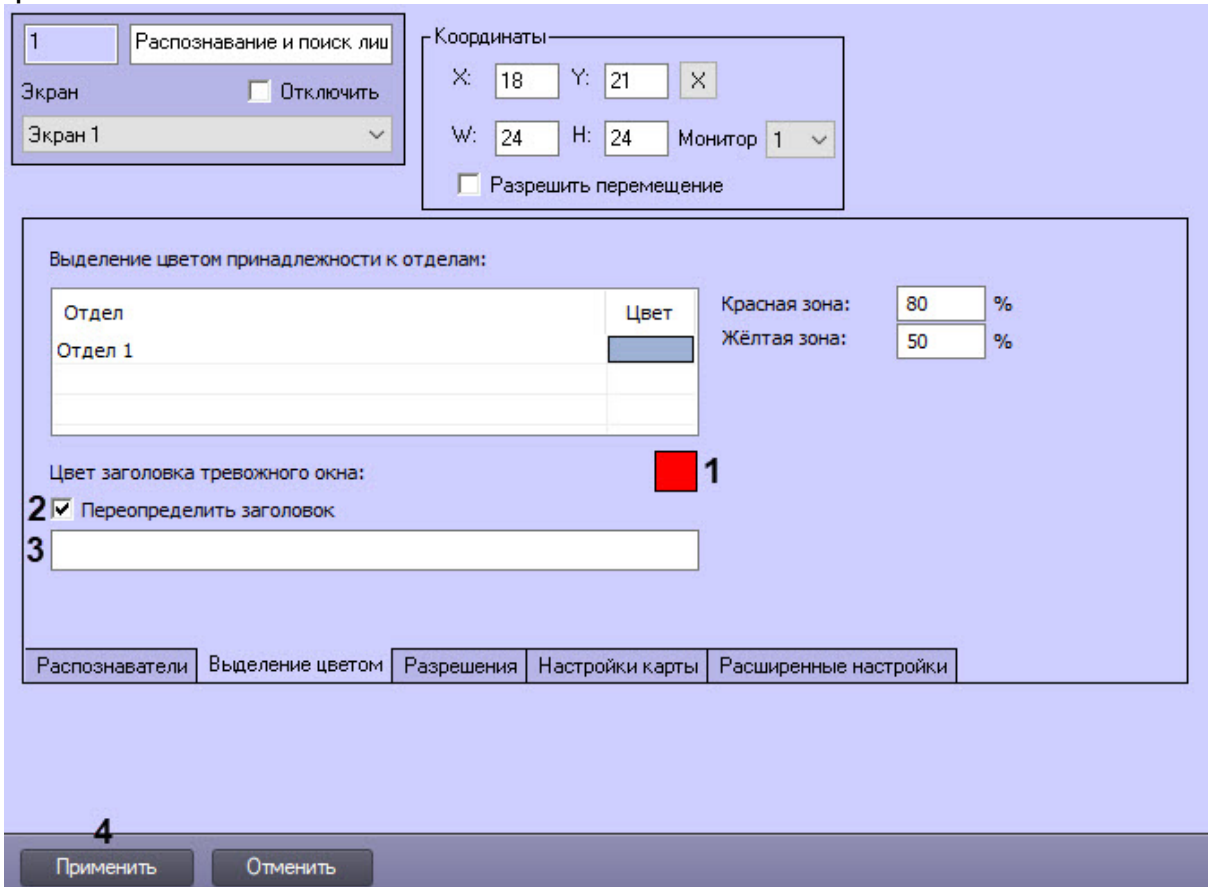 1
Распознавание и поиск лиц
Экран
Отключить
Экран 1
Координаты
X: 18 Y: 21 X
W: 24 H: 24 Монитор 1
Разрешить перемещение
Выделение цветом принадлежности к отделам:
Отдел Цвет
Отдел 1
Красная зона: 80 %
Жёлтая зона: 50 %
Цвет заголовка тревожного окна: 1
2 Переопределить заголовок
3
Распознаватели Выделение цветом Разрешения Настройки карты Расширенные настройки
4
Применить Отменить